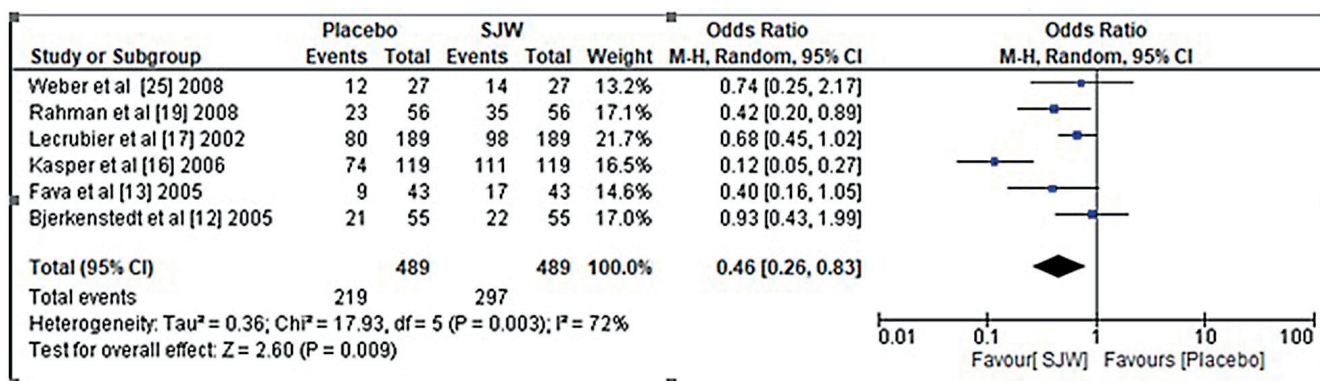 Placebo SJW Odds Ratio Odds Ratio
Study or Subgroup Events Total Events Total Weight M-H, Random, 95% CI M-H, Random, 95% CI
Weber et al [25] 2008 12 27 14 27 13.2% 0.74 [0.25, 2.17]
Rahman et al [19] 2008 23 56 35 56 17.1% 0.42 [0.20, 0.89]
Lecrubier et al [17] 2002 80 189 98 189 21.7% 0.68 [0.45, 1.02]
Kasper et al [16] 2006 74 119 111 119 16.5% 0.12 [0.05, 0.27]
Fava et al [13] 2005 9 43 17 43 14.6% 0.40 [0.16, 1.05]
Bjerkenstedt et al [12] 2005 21 55 22 55 17.0% 0.93 [0.43, 1.99]
Total (95% CI) 489 489 100.0% 0.46 [0.26, 0.83]
Total events 219 297
Heterogeneity: Tau² = 0.36; Chi² = 17.93, df = 5 (P = 0.003); I² = 72%
Test for overall effect: Z = 2.60 (P = 0.009)
0.01 0.1 1 10 100
Favour[ SJW] Favours [Placebo]